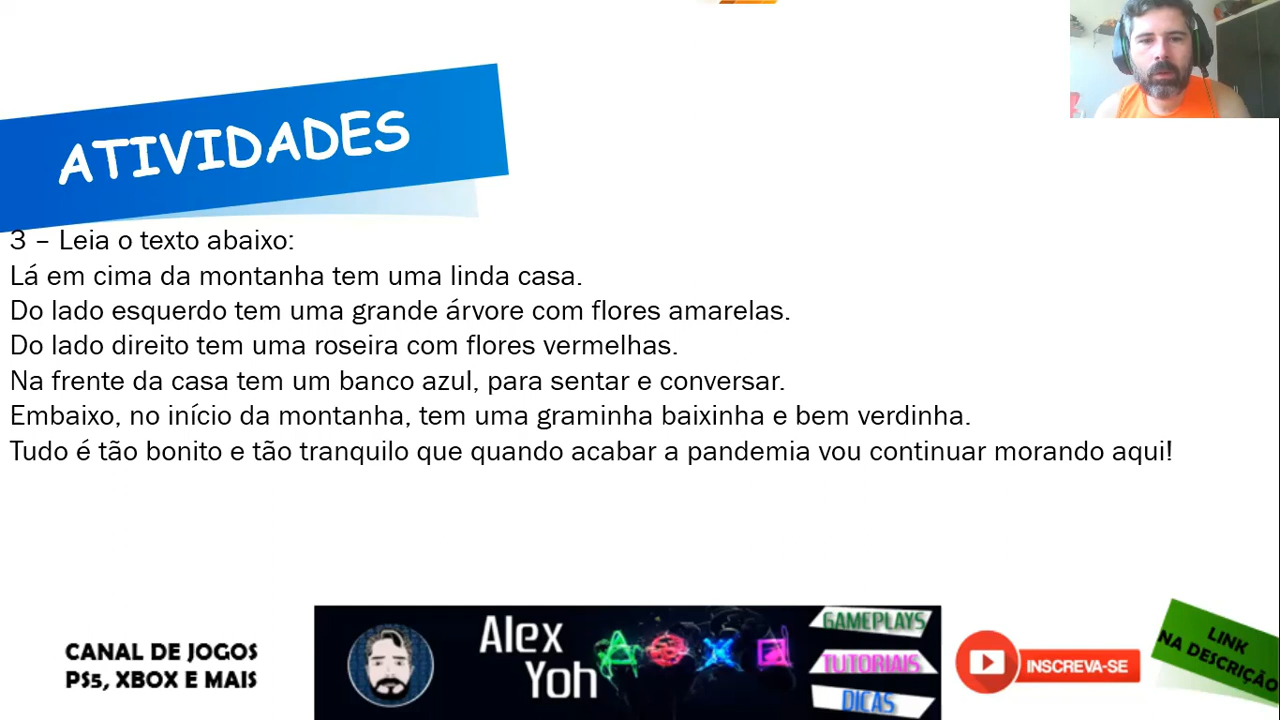 ATIVIDADES
3 – Leia o texto abaixo:
Lá em cima da montanha tem uma linda casa.
Do lado esquerdo tem uma grande árvore com flores amarelas.
Do lado direito tem uma roseira com flores vermelhas.
Na frente da casa tem um banco azul, para sentar e conversar.
Embaixo, no início da montanha, tem uma graminha baixinha e bem verdinha.
Tudo é tão bonito e tão tranquilo que quando acabar a pandemia vou continuar morando aqui!
CANAL DE JOGOS
PS5, XBOX E MAIS
Alex
Yoh
GAMEPLAYS
TUTORIAIS
DICAS
INSCREVA-SE
LINK
NA DESCRIÇÃO